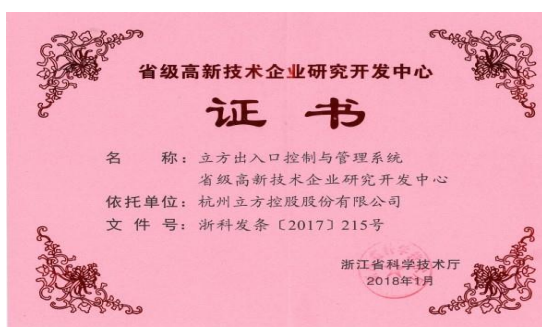 省级高新技术企业研究开发中心
证书
名 称：立方出入口控制与管理系统
省级高新技术企业研究开发中心
依托单位：杭州立方控股股份有限公司
文 件 号：浙科发条〔2017〕215号
浙江省科学技术厅
2018年1月